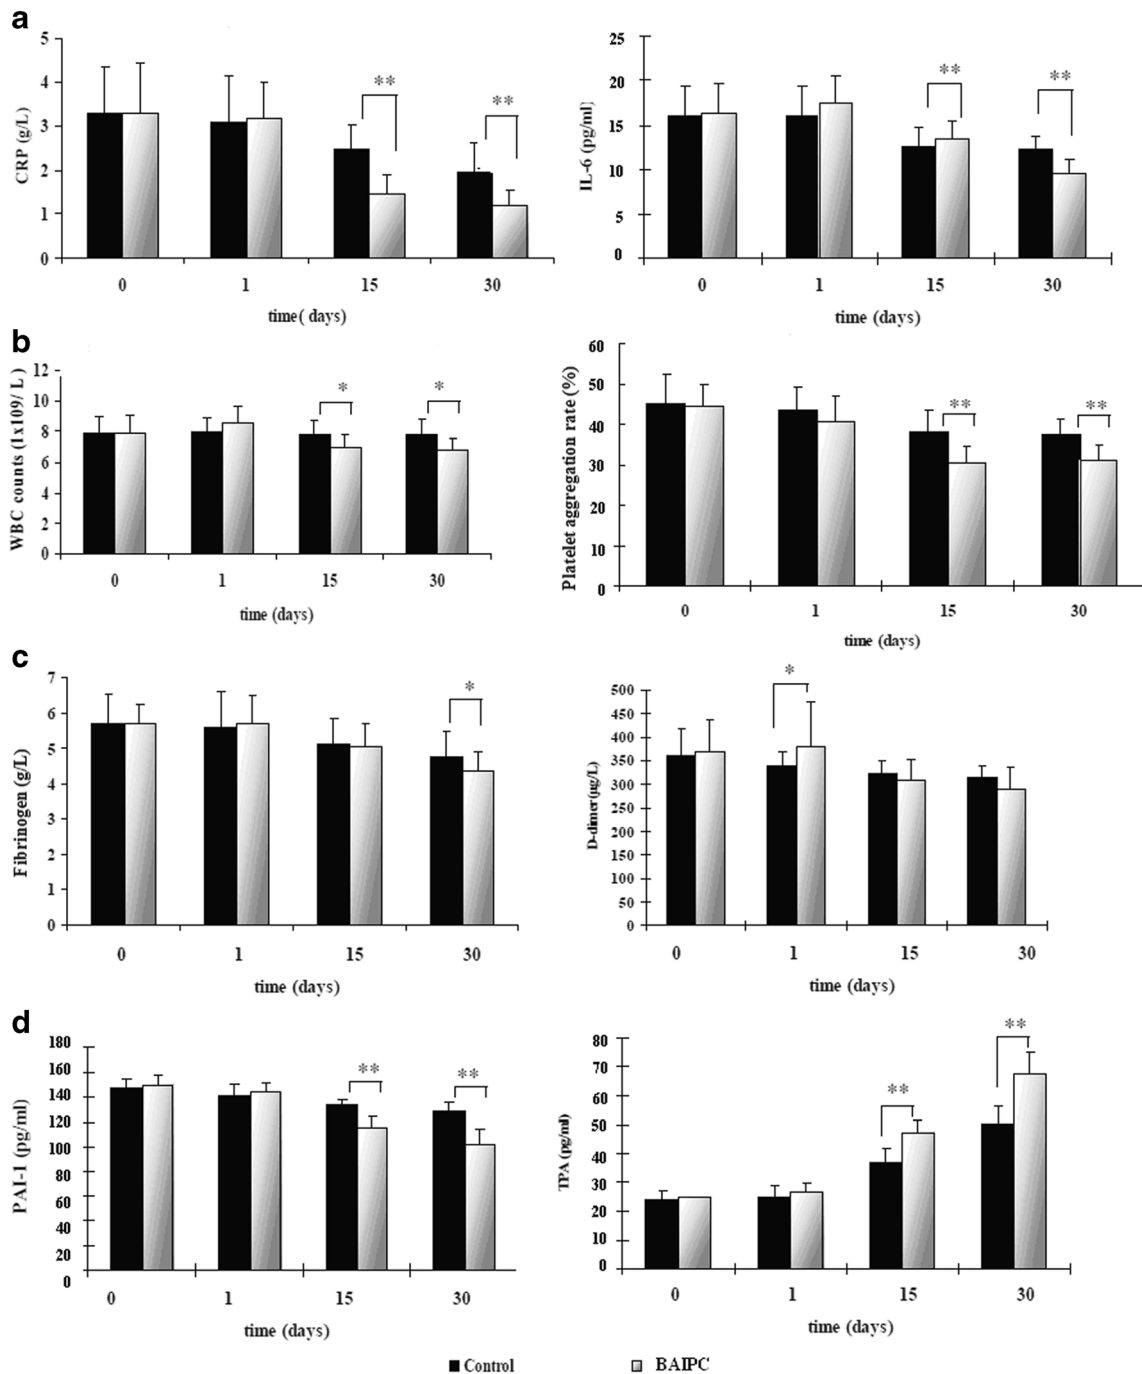 a
5
4
3
2
1
0
CRP (g/L)
**
**
0 1 15 30
time( days)
25
20
15
10
5
0
IL-6 (pg/ml)
**
**
0 1 15 30
time (days)
b
12
10
8
6
4
2
0
WBC counts (1x109/ L)
*
*
0 1 15 30
time (days)
60
50
40
30
20
10
0
Platelet aggregation rate (%)
**
**
0 1 15 30
time (days)
c
7
6
5
4
3
2
1
0
Fibrinogen (g/L)
*
0 1 15 30
time (days)
500
450
400
350
300
250
200
150
100
50
0
D-dimer(µg/L)
*
0 1 15 30
time (days)
d
180
160
140
120
100
80
60
40
20
0
PAI-1 (pg/ml)
**
**
0 1 15 30
time (days)
80
70
60
50
40
30
20
10
0
TPA (pg/ml)
**
**
0 1 15 30
time (days)
Control BAIPC